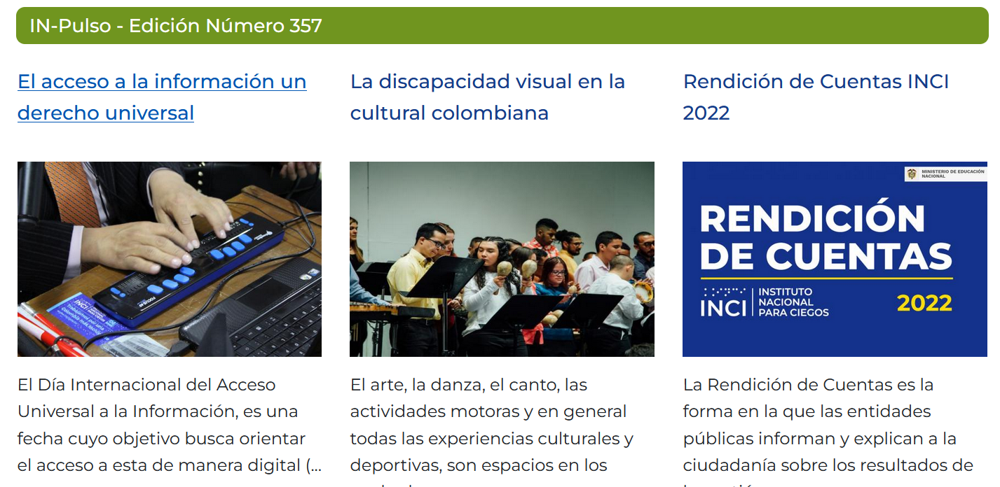 IN-Pulso - Edición Número 357
El acceso a la información un
derecho universal
La discapacidad visual en la
cultural colombiana
Rendición de Cuentas INCI
2022
INCI
MINISTERIO DE EDUCACIÓN
NACIONAL
RENDICIÓN
DE CUENTAS
INCI
INSTITUTO
NACIONAL
PARA CIEGOS
2022
El Día Internacional del Acceso
Universal a la Información, es una
fecha cuyo objetivo busca orientar
el acceso a esta de manera digital (...
El arte, la danza, el canto, las
actividades motoras y en general
todas las experiencias culturales y
deportivas, son espacios en los
La Rendición de Cuentas es la
forma en la que las entidades
públicas informan y explican a la
ciudadanía sobre los resultados de